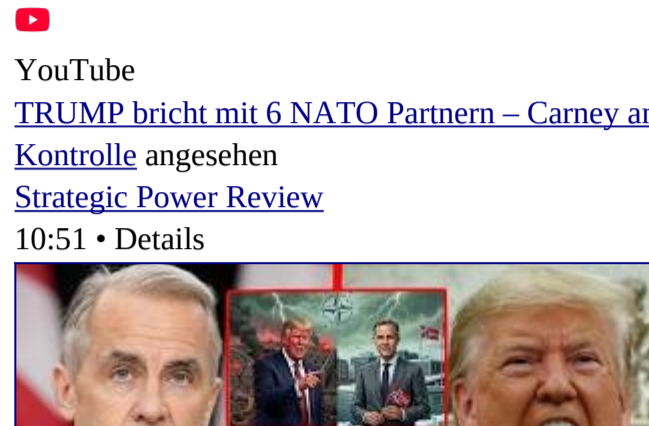 YouTube
TRUMP bricht mit 6 NATO Partnern – Carney
Kontrolle angesehen
Strategic Power Review
10:51 • Details